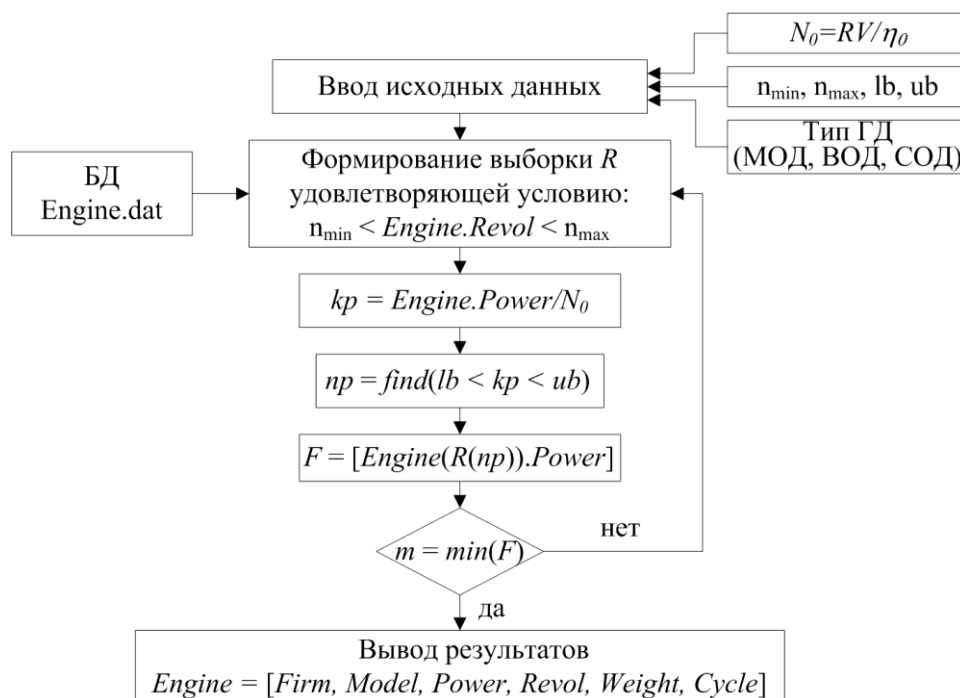 N₀=RV/η₀
Ввод исходных данных
n_min, n_max, lb, ub
Тип ГД
(МОД, ВОД, СОД)
БД
Engine.dat
Формирование выборки R
удовлетворяющей условию:
n_min < Engine.Revol < n_max
kp = Engine.Power/N₀
np = find(lb < kp < ub)
F = [Engine(R(np)).Power]
m = min(F)
нет
да
Вывод результатов
Engine = [Firm, Model, Power, Revol, Weight, Cycle]